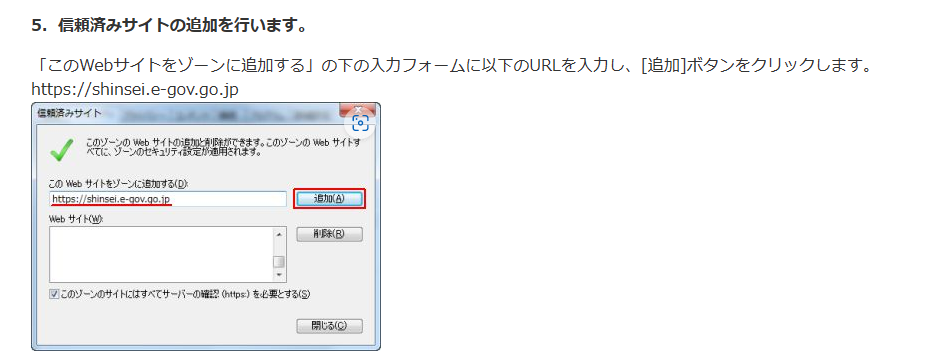 5．信頼済みサイトの追加を行います。
「このWebサイトをゾーンに追加する」の下の入力フォームに以下のURLを入力し、[追加]ボタンをクリックします。
https://shinsei.e-gov.go.jp
信頼済みサイト
このゾーンの Web サイトの追加と削除ができます。このゾーンの Web サイトす
べてに、ゾーンのセキュリティ設定が適用されます。
この Web サイトをゾーンに追加する(D):
https://shinsei.e-gov.go.jp
追加(A)
Web サイト(W):
削除(R)
このゾーンのサイトにはすべてサーバーの確認 (https:) を必要とする(S)
閉じる(C)